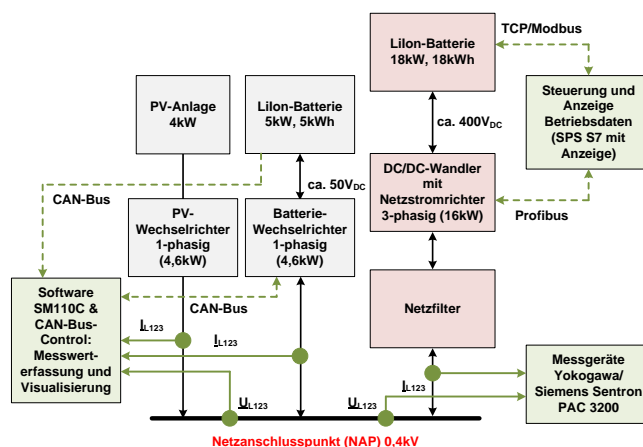 LiIon-Batterie
18kW, 18kWh
TCP/Modbus
PV-Anlage
4kW
LiIon-Batterie
5kW, 5kWh
Steuerung und
Anzeige
Betriebsdaten
(SPS S7 mit
Anzeige)
ca. 400VDC
ca. 50VDC
CAN-Bus
DC/DC-Wandler
mit
Netzstromrichter
3-phasig (16kW)
Profibus
PV-
Wechselrichter
1-phasig
(4,6kW)
Batterie-
Wechselrichter
1-phasig
(4,6kW)
Software
SM110C &
CAN-Bus-
Control:
Messwert-
erfassung und
Visualisierung
CAN-Bus
Netzfilter
IL123
IL123
IL123
Messgeräte
Yokogawa/
Siemens Sentron
PAC 3200
UL123
UL123
Netzanschlusspunkt (NAP) 0,4kV